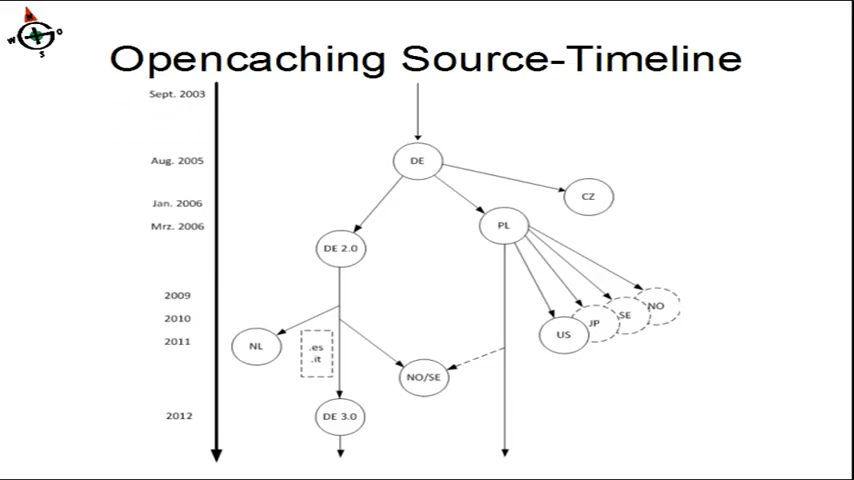 N
W O
S
Opencaching Source-Timeline
Sept. 2003
Aug. 2005
DE
CZ
Jan. 2006
Mrz. 2006
PL
DE 2.0
2009
NO
2010
SE
JP
2011
US
NL
.es
.it
NO/SE
2012
DE 3.0